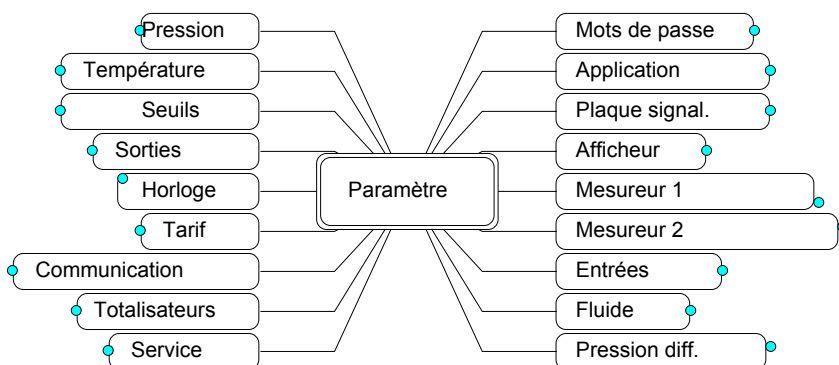 Pression
Température
Seuils
Sorties
Horloge
Tarif
Communication
Totalisateurs
Service
Paramètre
Mots de passe
Application
Plaque signal.
Afficheur
Mesureur 1
Mesureur 2
Entrées
Fluide
Pression diff.